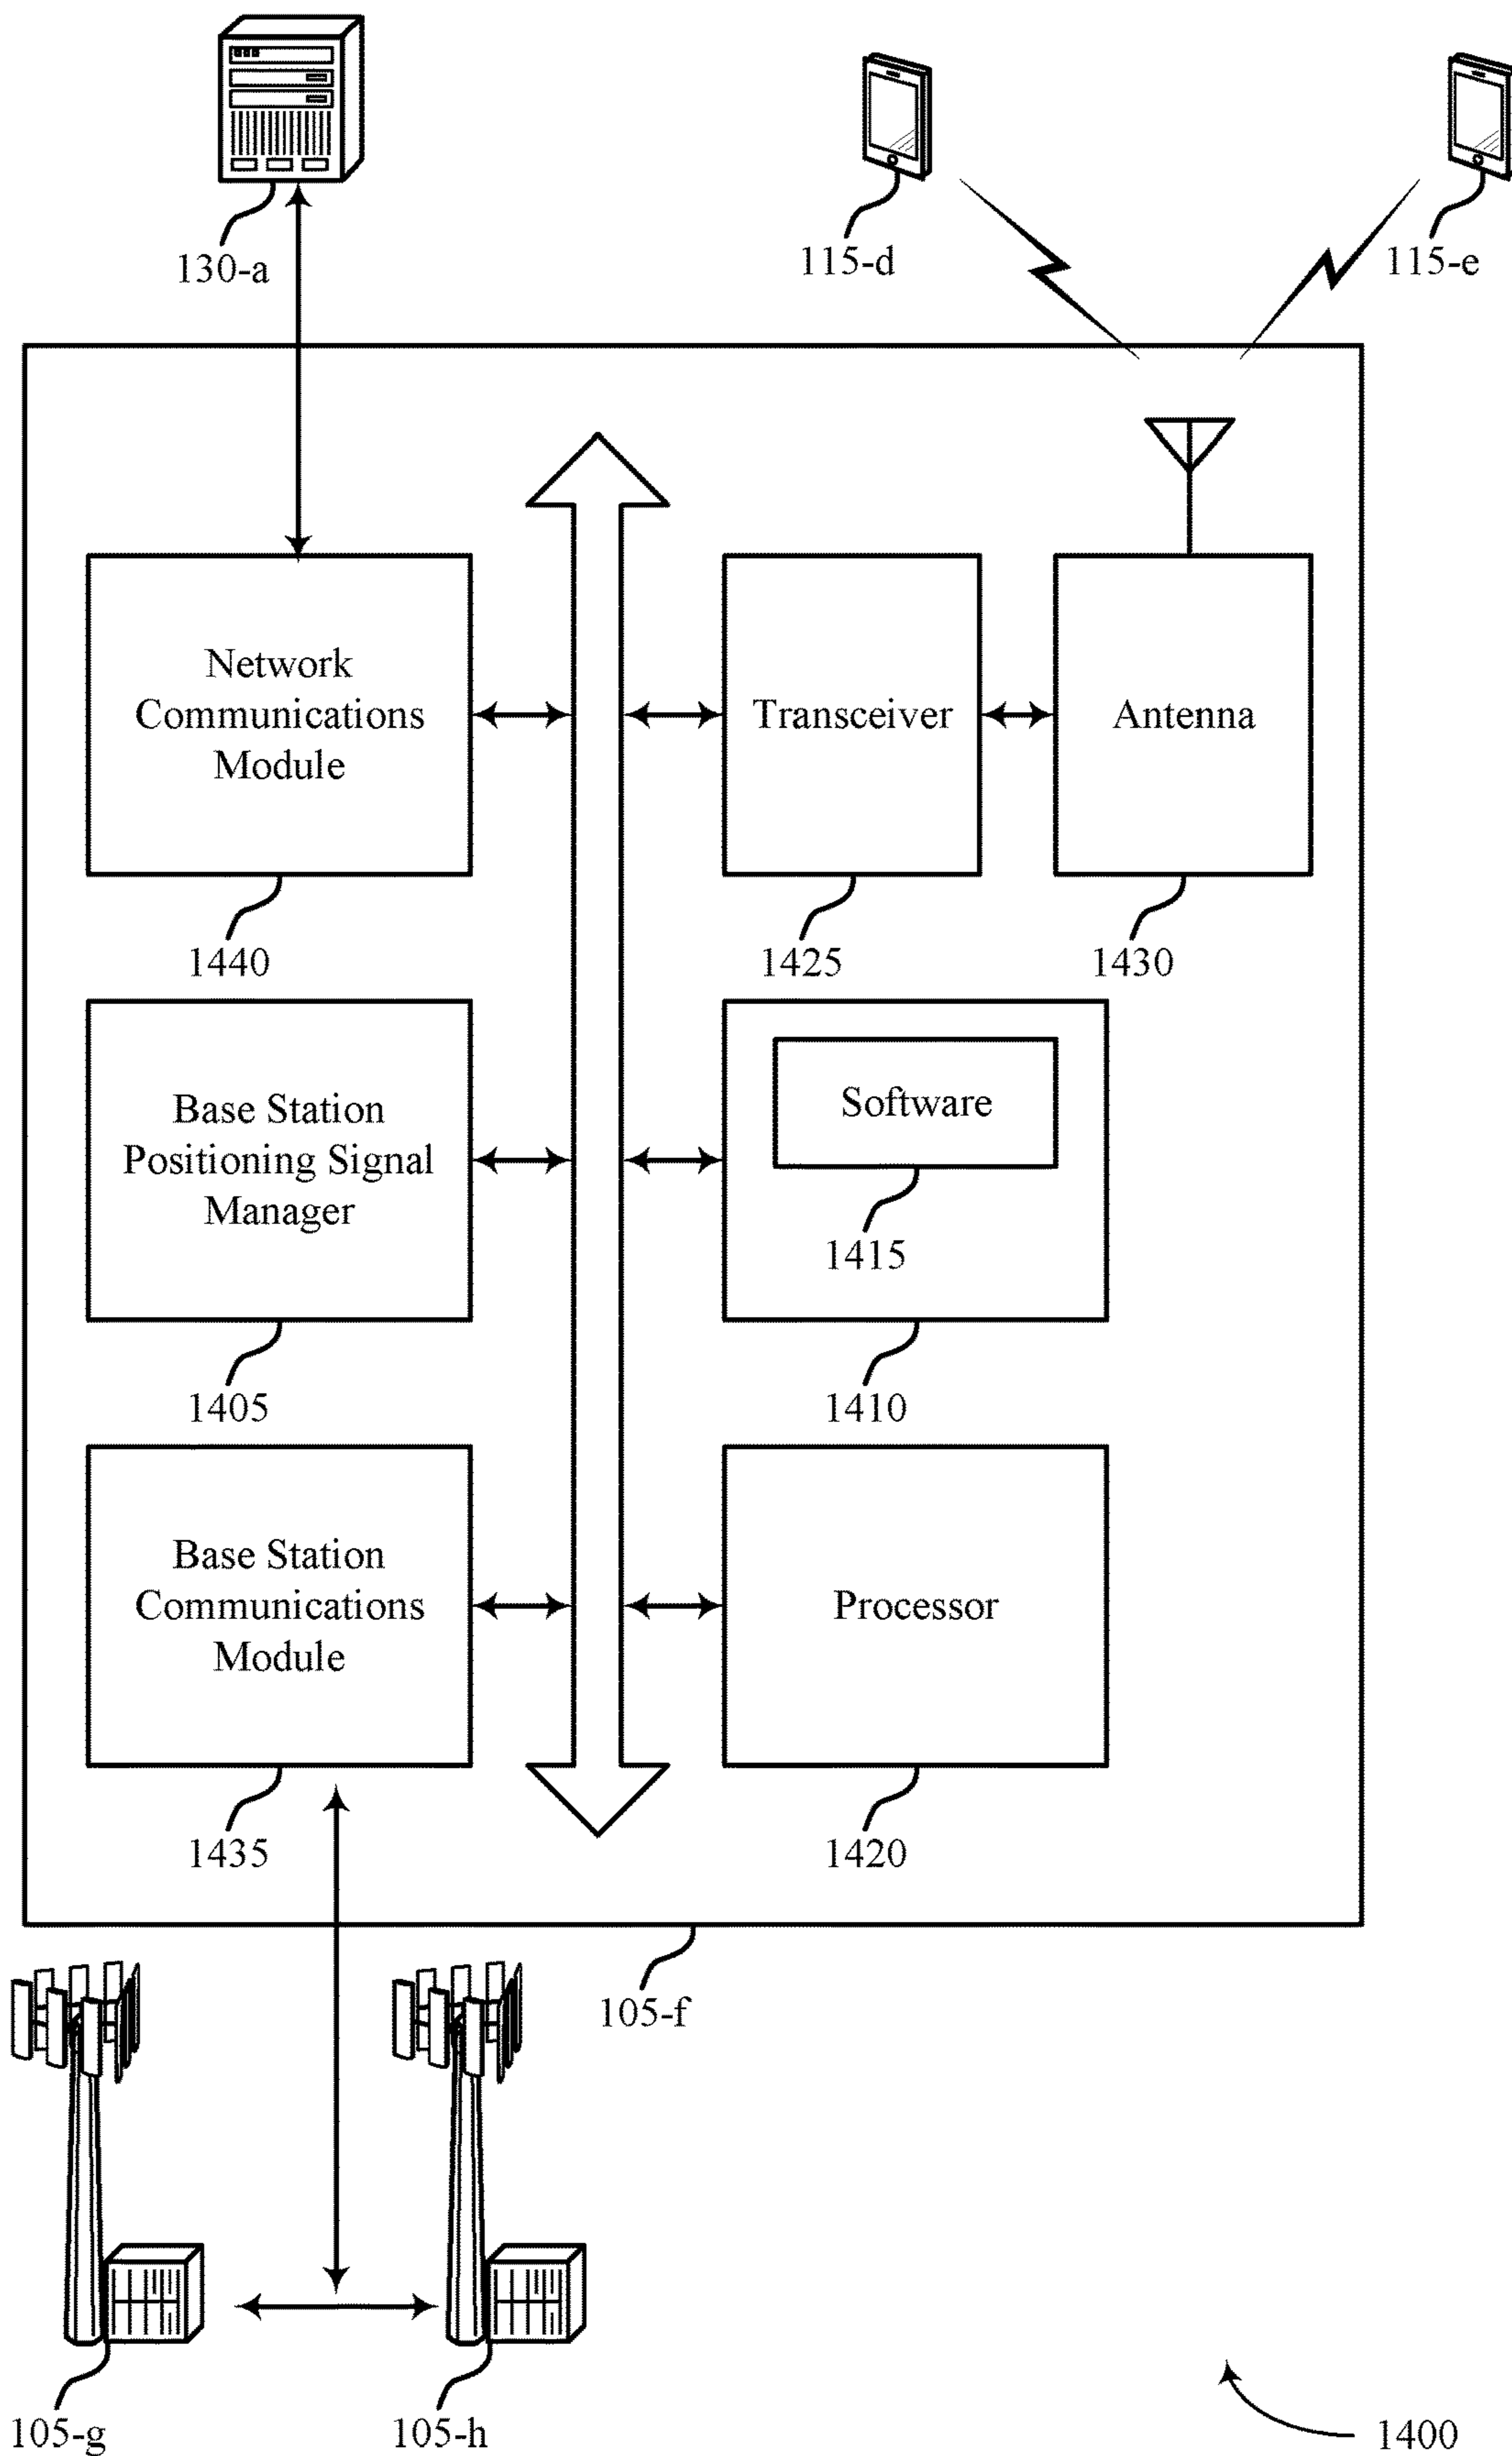 130-a
115-d
115-e
Network
Communications
Module
Transceiver
Antenna
1440
1425
1430
Base Station
Positioning Signal
Manager
Software
1415
1405
1410
Base Station
Communications
Module
Processor
1435
1420
105-f
105-g
105-h
1400